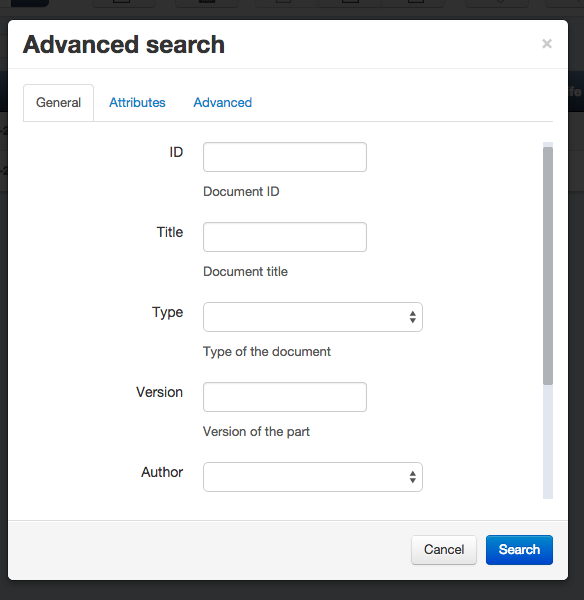 Advanced search
×
General Attributes Advanced
ID
Document ID
Title
Document title
Type
Type of the document
Version
Version of the part
Author
Cancel Search